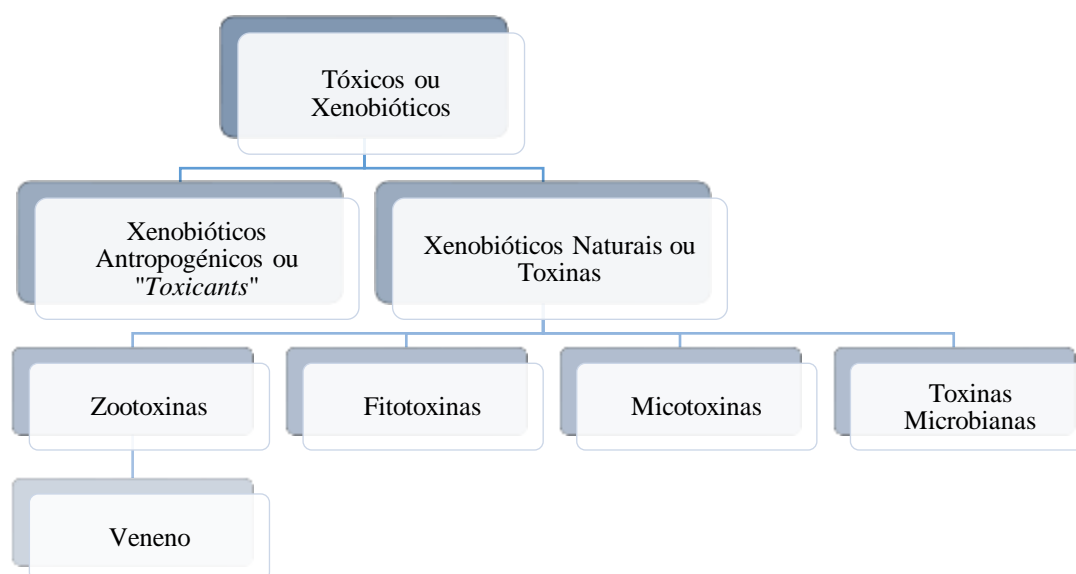 Tóxicos ou
Xenobióticos
Xenobióticos
Antropogénicos ou
"Toxicants"
Xenobióticos Naturais ou
Toxinas
Zootoxinas
Fitotoxinas
Micotoxinas
Toxinas
Microbianas
Veneno